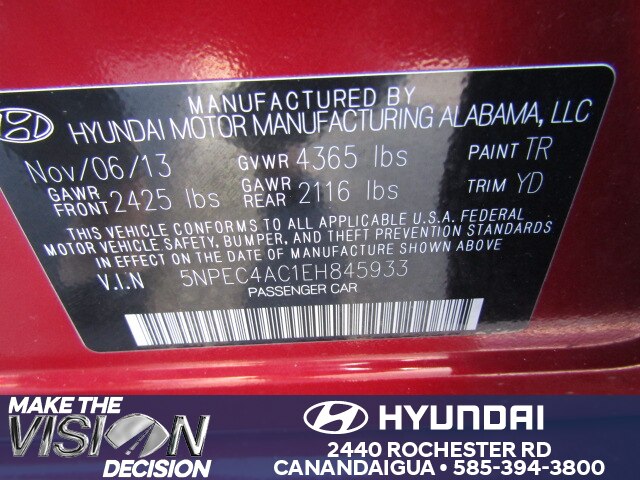 MANUFACTURED BY
HYUNDAI MOTOR MANUFACTURING ALABAMA, LLC
Nov/06/13 GVWR 4365 lbs PAINT TR
GAWR FRONT 2425 lbs GAWR REAR 2116 lbs TRIM YD
THIS VEHICLE CONFORMS TO ALL APPLICABLE U.S.A. FEDERAL
MOTOR VEHICLE SAFETY, BUMPER, AND THEFT PREVENTION STANDARDS
IN EFFECT ON THE DATE OF MANUFACTURE SHOWN ABOVE
V.I.N 5NPEC4AC1EH845933
PASSENGER CAR
MAKE THE
VISION
DECISION
HYUNDAI
2440 ROCHESTER RD
CANANDAIGUA • 585-394-3800